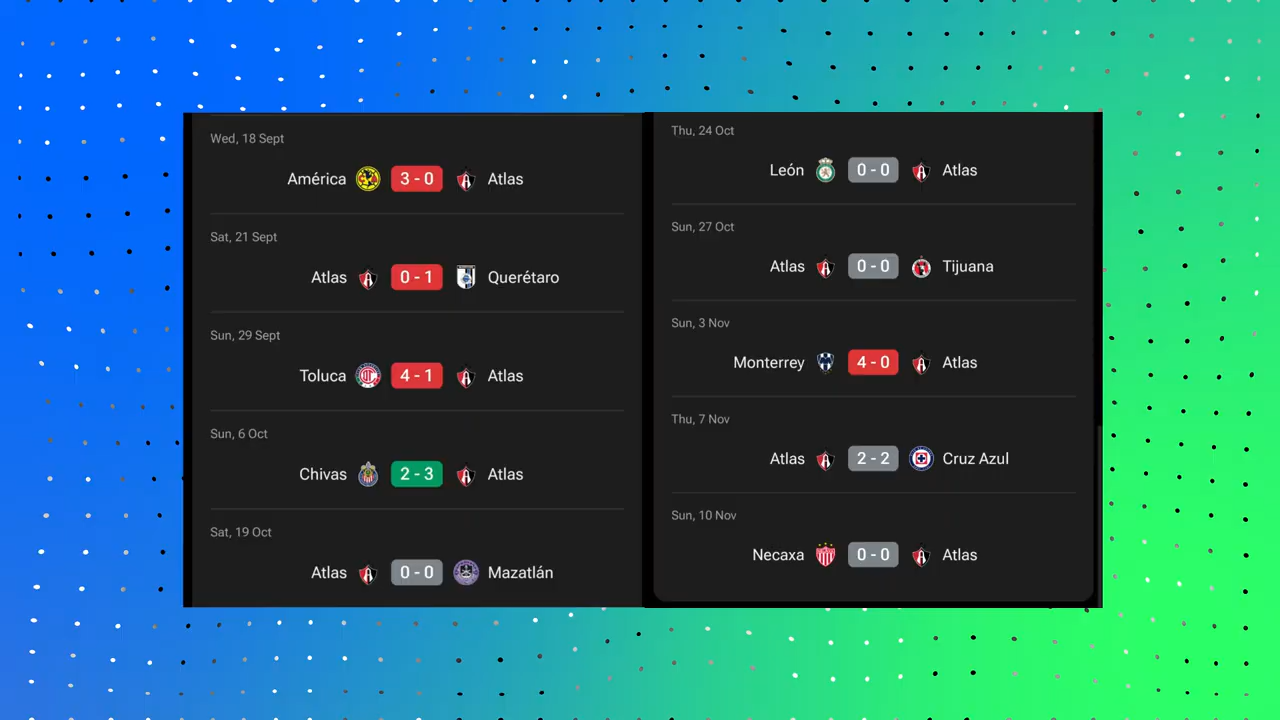 Wed, 18 Sept
América 3 - 0 Atlas
Sat, 21 Sept
Atlas 0 - 1 Querétaro
Sun, 29 Sept
Toluca 4 - 1 Atlas
Sun, 6 Oct
Chivas 2 - 3 Atlas
Sat, 19 Oct
Atlas 0 - 0 Mazatlán
Thu, 24 Oct
León 0 - 0 Atlas
Sun, 27 Oct
Atlas 0 - 0 Tijuana
Sun, 3 Nov
Monterrey 4 - 0 Atlas
Thu, 7 Nov
Atlas 2 - 2 Cruz Azul
Sun, 10 Nov
Necaxa 0 - 0 Atlas